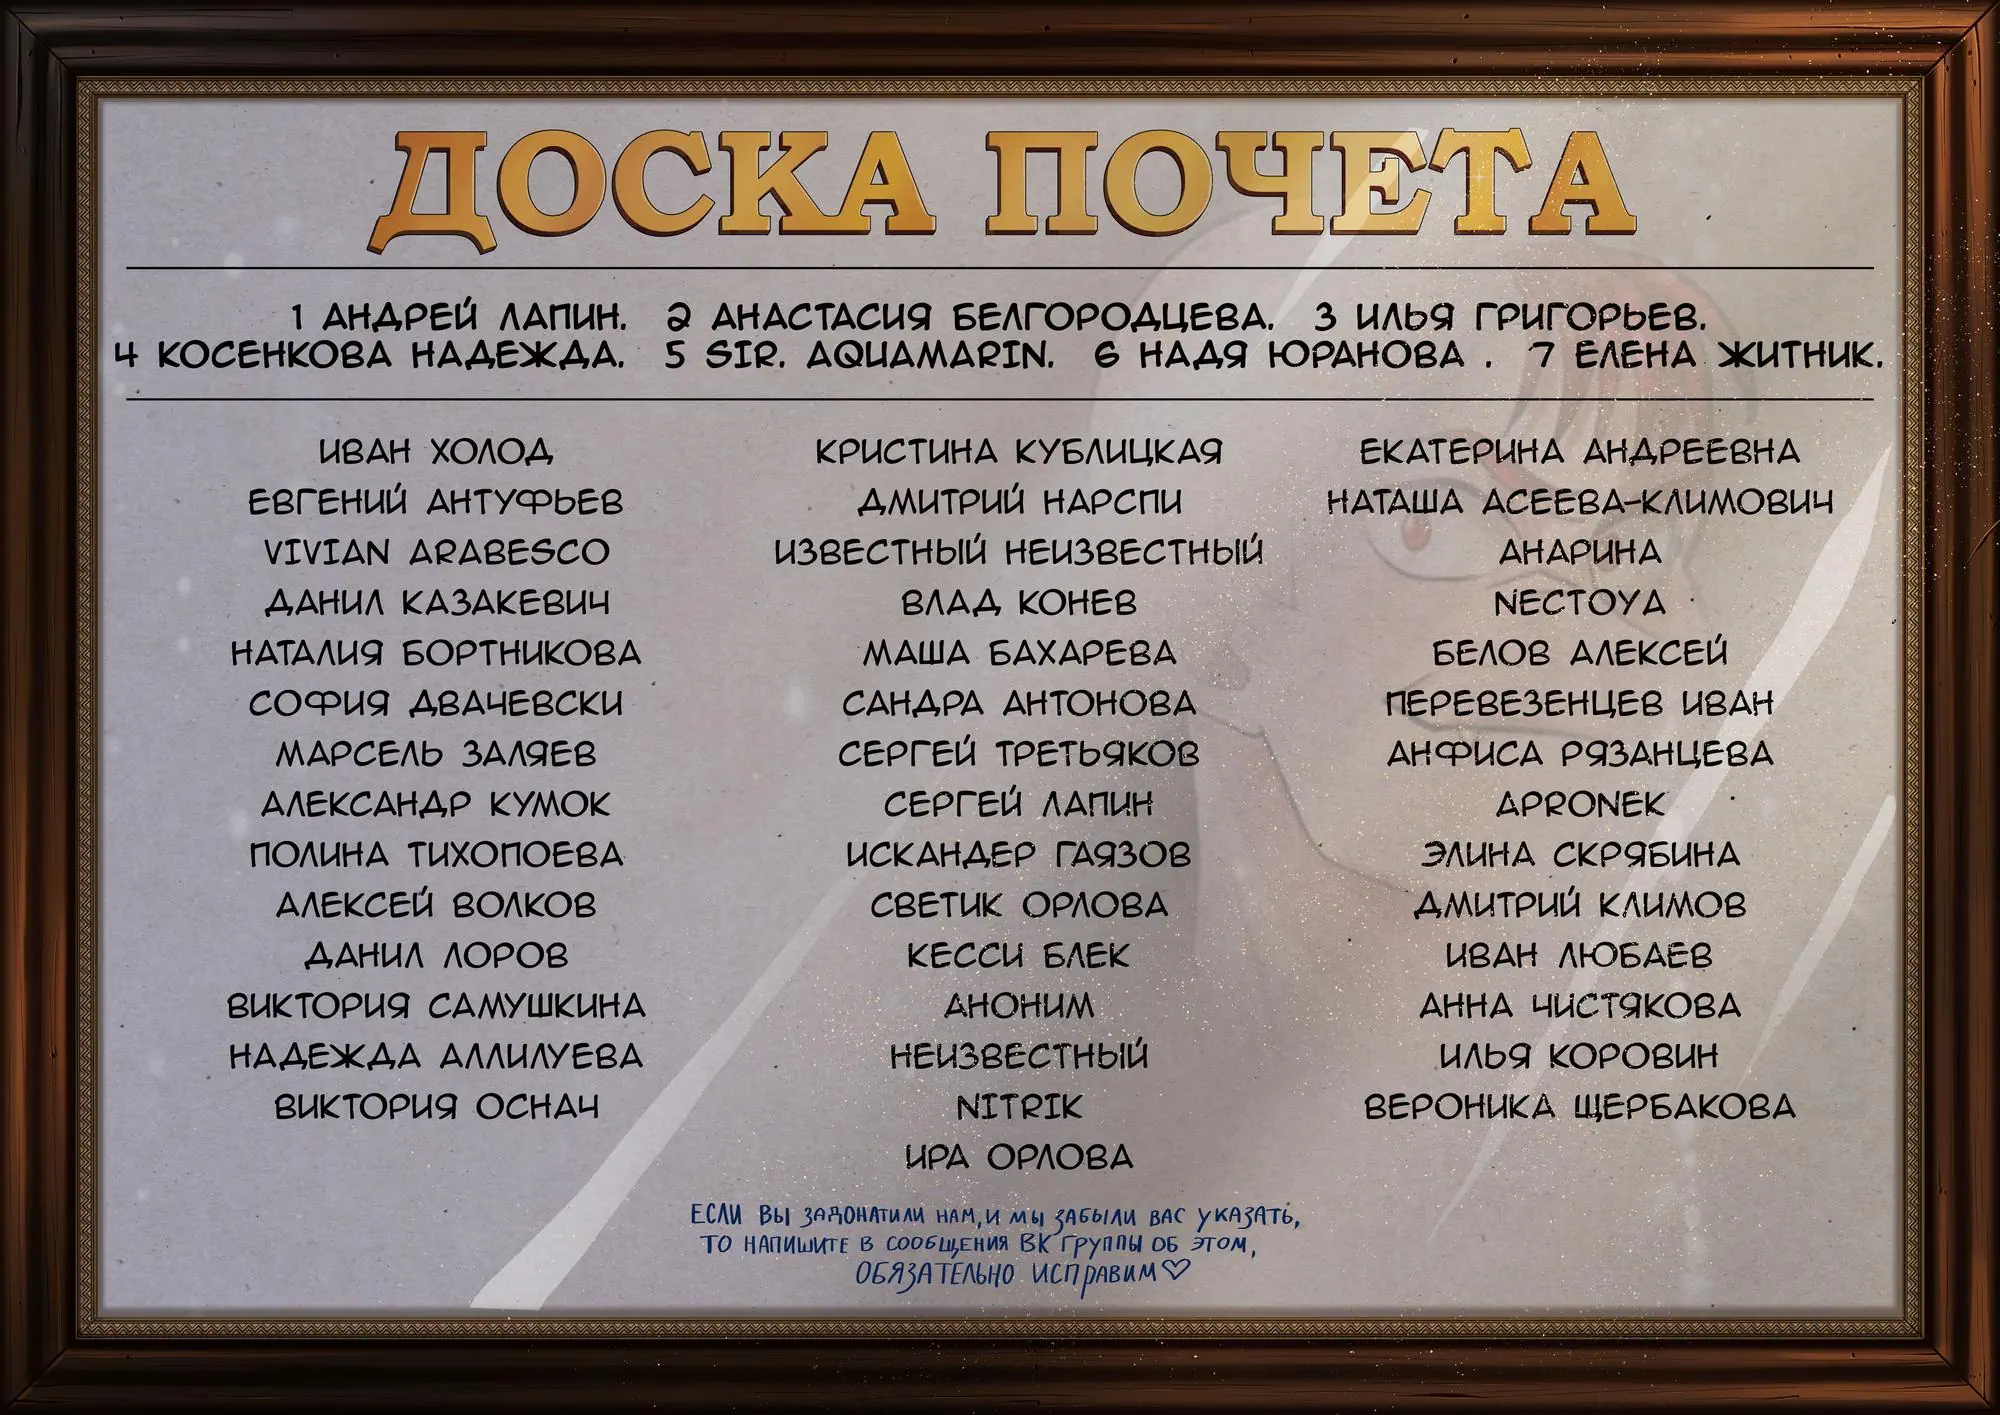 ДОСКА ПОЧЕТА
1 АНДРЕЙ ЛАПИН. 2 АНАСТАСИЯ БЕЛГОРОДЦЕВА. 3 ИЛЬЯ ГРИГОРЬЕВ.
4 КОСЕНКОВА НАДЕЖДА. 5 SIR. AQUAMARIN. 6 НАДЯ ЮРАНОВА . 7 ЕЛЕНА ЖИТНИК.
ИВАН ХОЛОД
ЕВГЕНИЙ АНТУФЬЕВ
VIVIAN ARABESCO
ДАНИЛ КАЗАКЕВИЧ
НАТАЛИЯ БОРТНИКОВА
СОФИЯ ДВАЧЕВСКИ
МАРСЕЛЬ ЗАЛЯЕВ
АЛЕКСАНДР КУМОК
ПОЛИНА ТИХОПОЕВА
АЛЕКСЕЙ ВОЛКОВ
ДАНИЛ ЛОРОВ
ВИКТОРИЯ САМУШКИНА
НАДЕЖДА АЛЛИЛУЕВА
ВИКТОРИЯ ОСНАЧ
КРИСТИНА КУБЛИЦКАЯ
ДМИТРИЙ НАРСПИ
ИЗВЕСТНЫЙ НЕИЗВЕСТНЫЙ
ВЛАД КОНЕВ
МАША БАХАРЕВА
САНДРА АНТОНОВА
СЕРГЕЙ ТРЕТЬЯКОВ
СЕРГЕЙ ЛАПИН
ИСКАНДЕР ГАЯЗОВ
СВЕТИК ОРЛОВА
КЕССИ БЛЕК
АНОНИМ
НЕИЗВЕСТНЫЙ
NITRIK
ИРА ОРЛОВА
ЕКАТЕРИНА АНДРЕЕВНА
НАТАША АСЕЕВА-КЛИМОВИЧ
АНАРИНА
NECTOYA
БЕЛОВ АЛЕКСЕЙ
ПЕРЕВЕЗЕНЦЕВ ИВАН
АНФИСА РЯЗАНЦЕВА
APRONEK
ЭЛИНА СКРЯБИНА
ДМИТРИЙ КЛИМОВ
ИВАН ЛЮБАЕВ
АННА ЧИСТЯКОВА
ИЛЬЯ КОРОВИН
ВЕРОНИКА ЩЕРБАКОВА
ЕСЛИ ВЫ ЗАДОНАТИЛИ НАМ, И МЫ ЗАБЫЛИ ВАС УКАЗАТЬ,
ТО НАПИШИТЕ В СООБЩЕНИЯ ВК ГРУППЫ ОБ ЭТОМ,
ОБЯЗАТЕЛЬНО ИСПРАВИМ♡